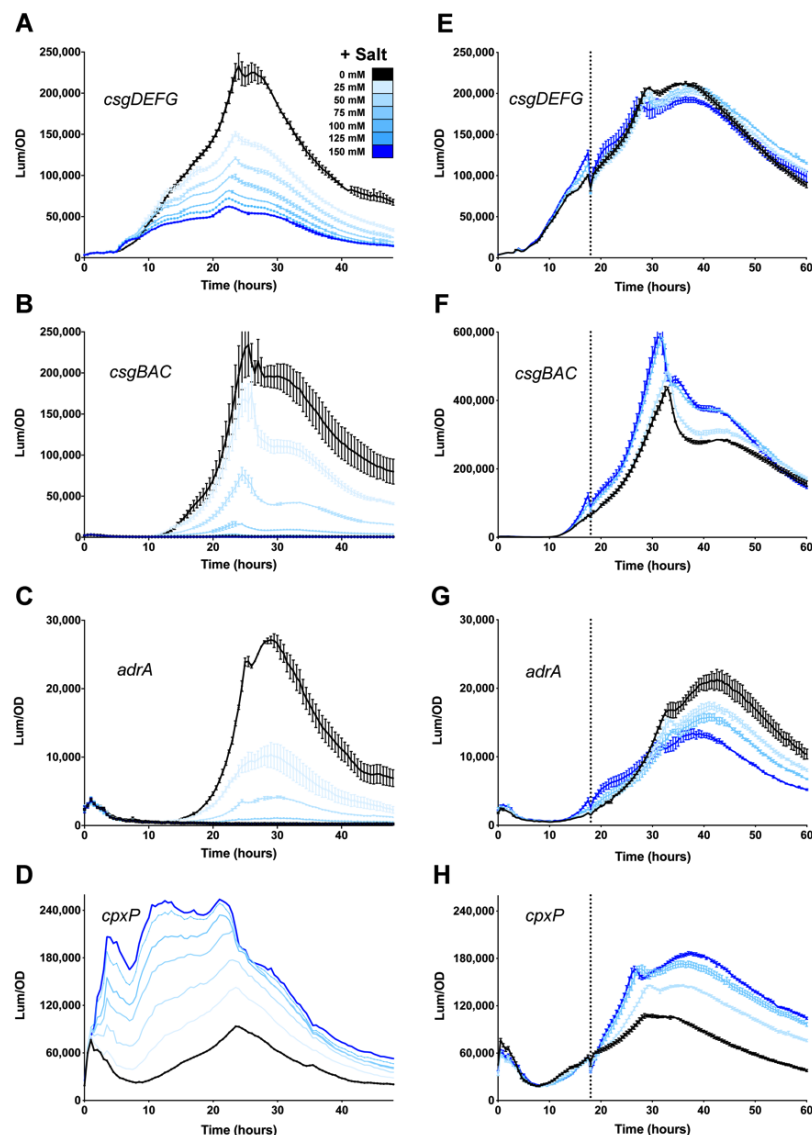 A
+ Salt
0 mM
25 mM
50 mM
75 mM
100 mM
125 mM
150 mM
csgDEFG
Lum/OD
250,000
200,000
150,000
100,000
50,000
0
0 10 20 30 40
Time (hours)
E
csgDEFG
Lum/OD
250,000
200,000
150,000
100,000
50,000
0
0 10 20 30 40 50 60
Time (hours)
B
csgBAC
Lum/OD
250,000
200,000
150,000
100,000
50,000
0
0 10 20 30 40
Time (hours)
F
csgBAC
Lum/OD
600,000
400,000
200,000
0
0 10 20 30 40 50 60
Time (hours)
C
adrA
Lum/OD
30,000
20,000
10,000
0
0 10 20 30 40
Time (hours)
G
adrA
Lum/OD
30,000
20,000
10,000
0
0 10 20 30 40 50 60
Time (hours)
D
cpxP
Lum/OD
240,000
180,000
120,000
60,000
0
0 10 20 30 40
Time (hours)
H
cpxP
Lum/OD
240,000
180,000
120,000
60,000
0
0 10 20 30 40 50 60
Time (hours)